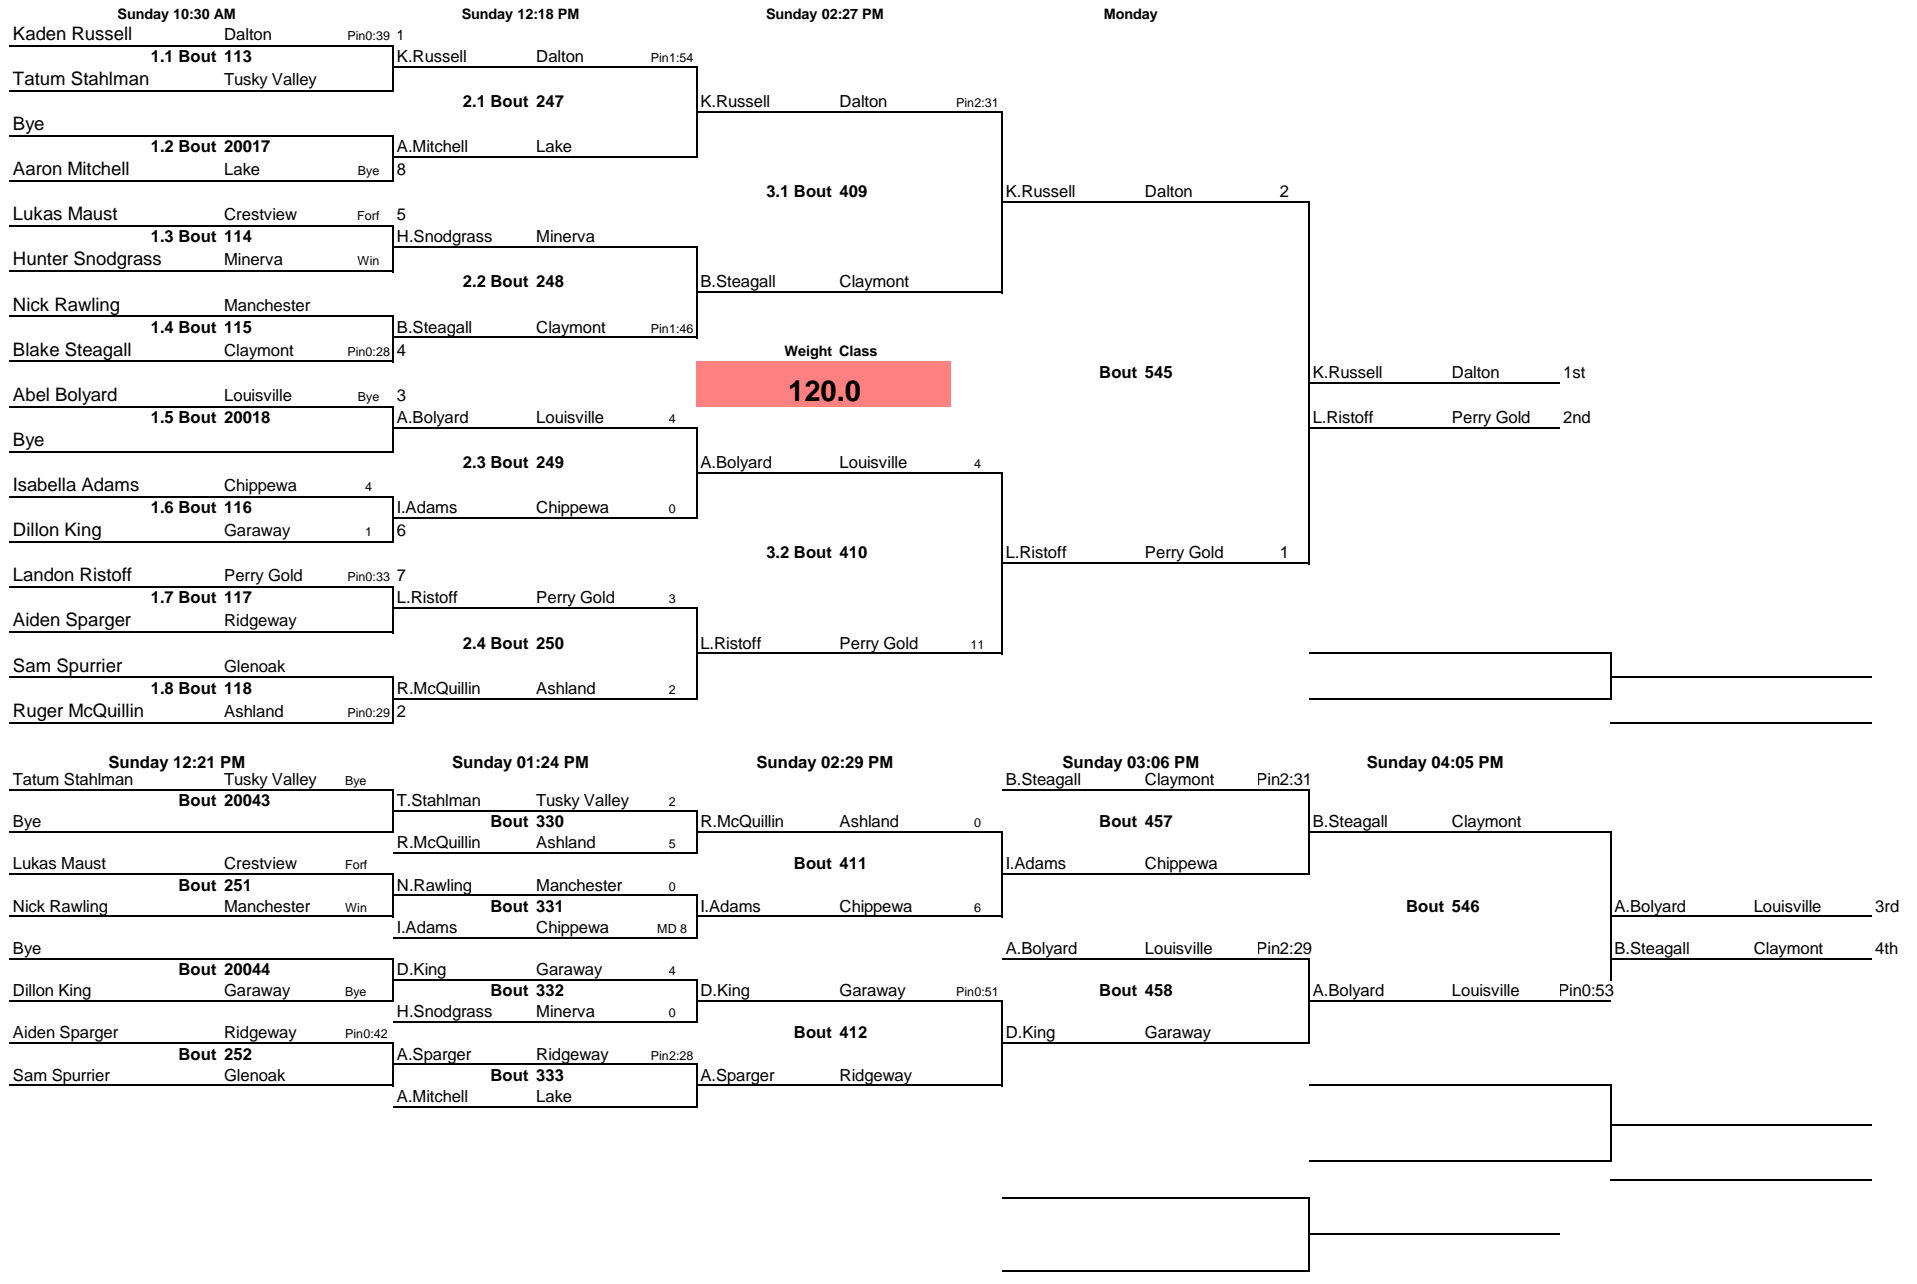 Sunday 10:30 AM Sunday 12:18 PM Sunday 02:27 PM Monday
Kaden Russell Dalton Pin0:39 1
1.1 Bout 113 K.Russell Dalton Pin1:54
Tatum Stahlman Tusky Valley
2.1 Bout 247 K.Russell Dalton Pin2:31
Bye
1.2 Bout 20017 A.Mitchell Lake
Aaron Mitchell Lake Bye 8
3.1 Bout 409 K.Russell Dalton 2
Lukas Maust Crestview Forf 5
1.3 Bout 114 H.Snodgrass Minerva
Hunter Snodgrass Minerva Win
2.2 Bout 248 B.Steagall Claymont
Nick Rawling Manchester
1.4 Bout 115 B.Steagall Claymont Pin1:46
Blake Steagall Claymont Pin0:28 4 Weight Class
Bout 545 K.Russell Dalton 1st
Abel Bolyard Louisville Bye 3 120.0
1.5 Bout 20018 A.Bolyard Louisville 4 L.Ristoff Perry Gold 2nd
Bye
2.3 Bout 249 A.Bolyard Louisville 4
Isabella Adams Chippewa 4
1.6 Bout 116 I.Adams Chippewa 0
Dillon King Garaway 1 6
3.2 Bout 410 L.Ristoff Perry Gold 1
Landon Ristoff Perry Gold Pin0:33 7
1.7 Bout 117 L.Ristoff Perry Gold 3
Aiden Sparger Ridgeway
2.4 Bout 250 L.Ristoff Perry Gold 11
Sam Spurrier Glenoak
1.8 Bout 118 R.McQuillin Ashland 2
Ruger McQuillin Ashland Pin0:29 2
Sunday 12:21 PM Sunday 01:24 PM Sunday 02:29 PM Sunday 03:06 PM Sunday 04:05 PM
Tatum Stahlman Tusky Valley Bye B.Steagall Claymont Pin2:31
Bout 20043 T.Stahlman Tusky Valley 2
Bye Bout 330 R.McQuillin Ashland 0 Bout 457 B.Steagall Claymont
R.McQuillin Ashland 5
Lukas Maust Crestview Forf Bout 411 I.Adams Chippewa
Bout 251 N.Rawling Manchester 0
Nick Rawling Manchester Win Bout 331 I.Adams Chippewa 6 Bout 546 A.Bolyard Louisville 3rd
I.Adams Chippewa MD 8
Bye A.Bolyard Louisville Pin2:29 B.Steagall Claymont 4th
Bout 20044 D.King Garaway 4
Dillon King Garaway Bye Bout 332 D.King Garaway Pin0:51 Bout 458 A.Bolyard Louisville Pin0:53
H.Snodgrass Minerva 0
Aiden Sparger Ridgeway Pin0:42 Bout 412 D.King Garaway
Bout 252 A.Sparger Ridgeway Pin2:28
Sam Spurrier Glenoak Bout 333 A.Sparger Ridgeway
A.Mitchell Lake